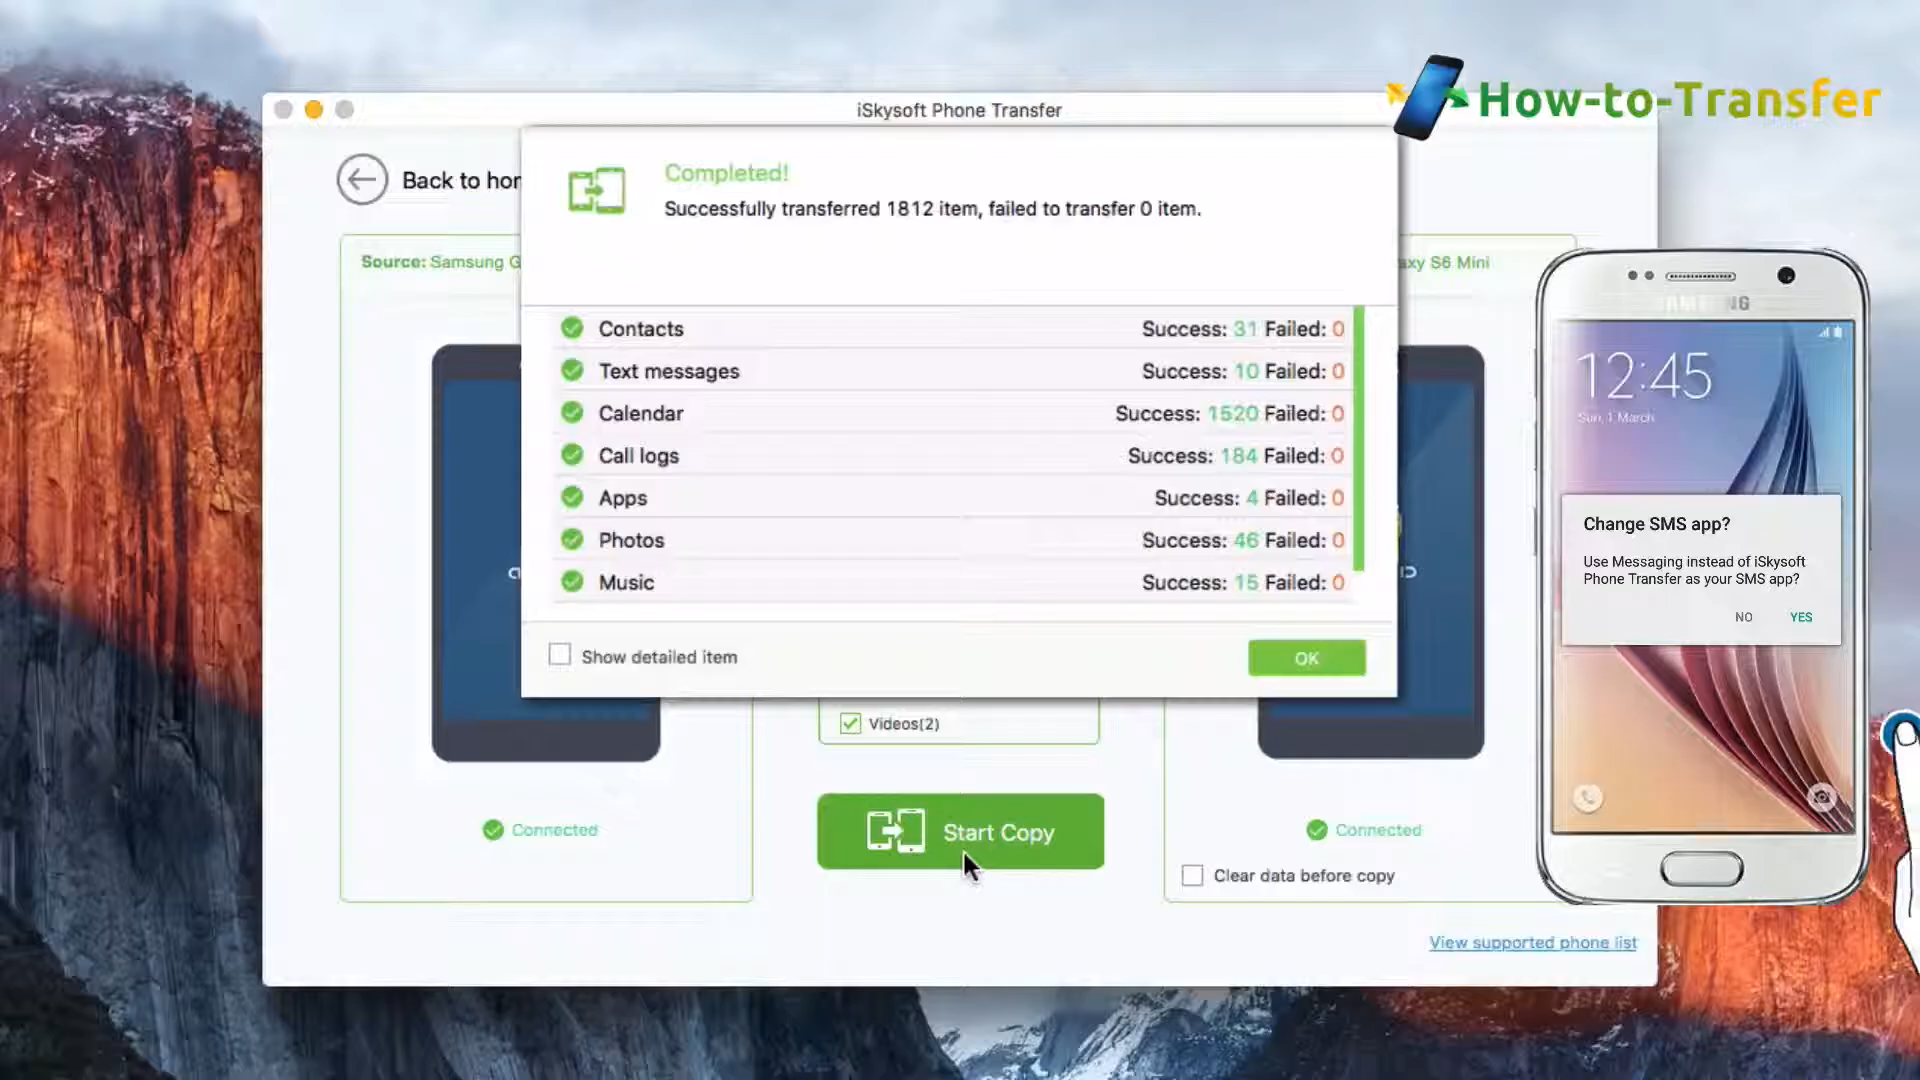 How-to-Transfer
iSkysoft Phone Transfer
Back to hor
Completed!
Successfully transferred 1812 item, failed to transfer 0 item.
Source: Samsung G
axy S6 Mini
Contacts Success: 31 Failed: 0
Text messages Success: 10 Failed: 0
Calendar Success: 1520 Failed: 0
Call logs Success: 184 Failed: 0
Apps Success: 4 Failed: 0
Photos Success: 46 Failed: 0
Music Success: 15 Failed: 0
Show detailed item
OK
Videos(2)
Start Copy
Connected
Connected
Clear data before copy
View supported phone list
SAMSUNG
12:45
Sun, 1 March
Change SMS app?
Use Messaging instead of iSkysoft
Phone Transfer as your SMS app?
NO YES